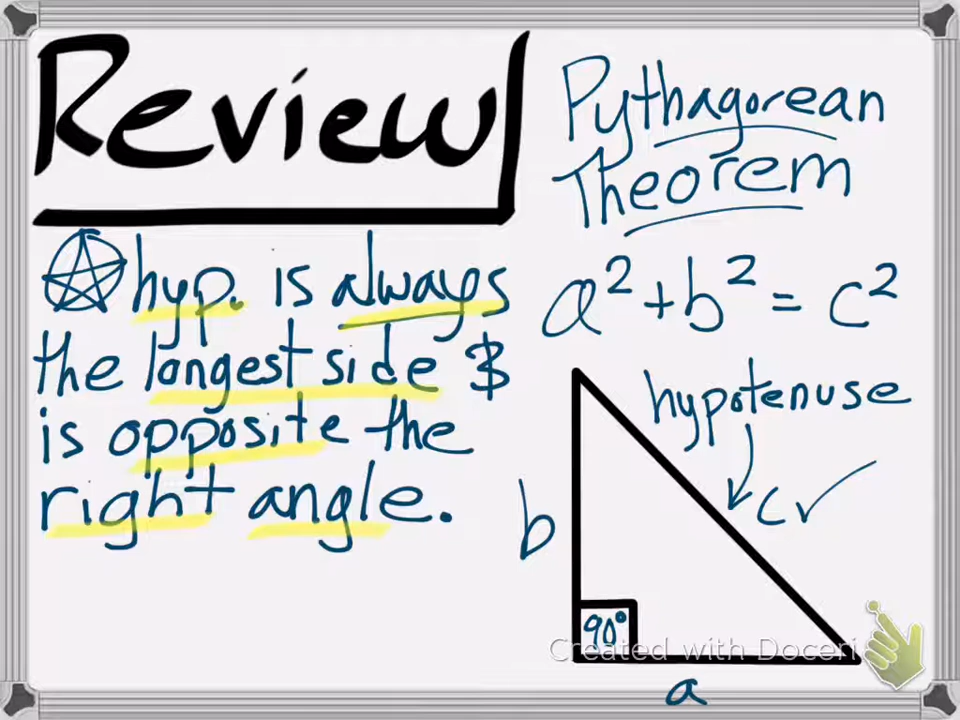 Review
hyp. is always
the longest side &
is opposite the
right angle.
Pythagorean
Theorem
a² + b² = c²
hypotenuse
c
b
90°
a
Created with Doceri